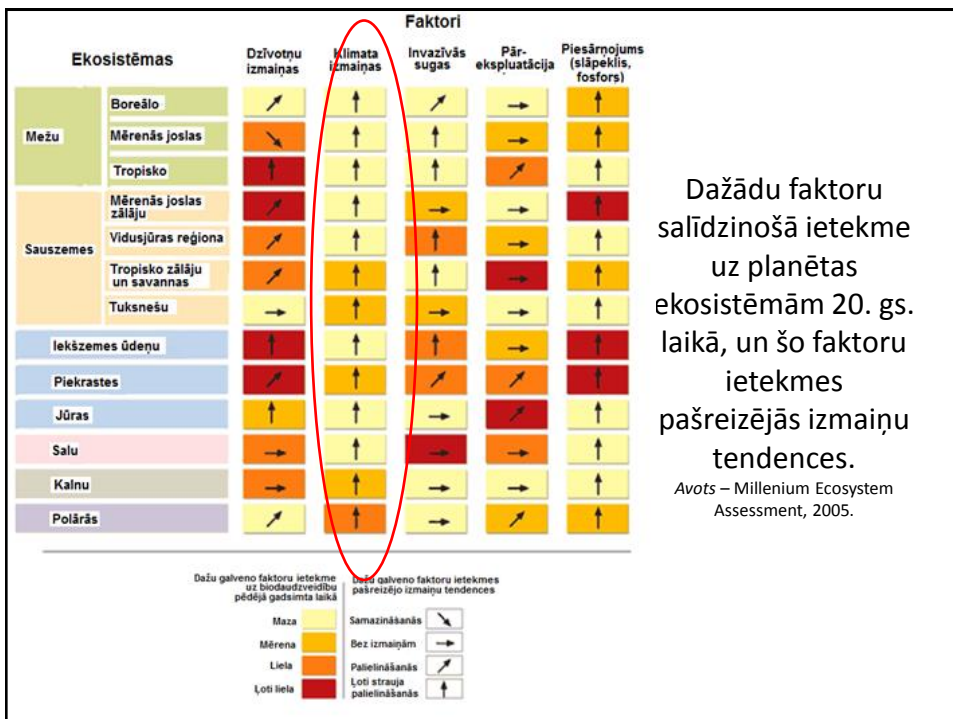 Faktori
Ekosistēmas
Dzīvotņu
izmaiņas
Klimata
izmaiņas
Invazīvās
sugas
Pār-
ekspluatācija
Piesārņojums
(slāpeklis,
fosfors)
Mežu
Boreālo
Mērenās joslas
Tropisko
Sauszemes
Mērenās joslas
zālāju
Vidusjūras reģiona
Tropisko zālāju
un savannas
Tuksnešu
Iekšzemes ūdeņu
Piekrastes
Jūras
Salu
Kalnu
Polārās
Dažu galveno faktoru ietekme
uz biodaudzveidību
pēdējā gadsimta laikā
Maza
Mērena
Liela
Ļoti liela
Dažu galveno faktoru ietekmes
pašreizējo izmaiņu tendences
Samazināšanās
Bez izmaiņām
Palielināšanās
Ļoti strauja
palielināšanās
Dažādu faktoru
salīdzinošā ietekme
uz planētas
ekosistēmām 20. gs.
laikā, un šo faktoru
ietekmes
pašreizējās izmaiņu
tendences.
Avots – Millenium Ecosystem
Assessment, 2005.